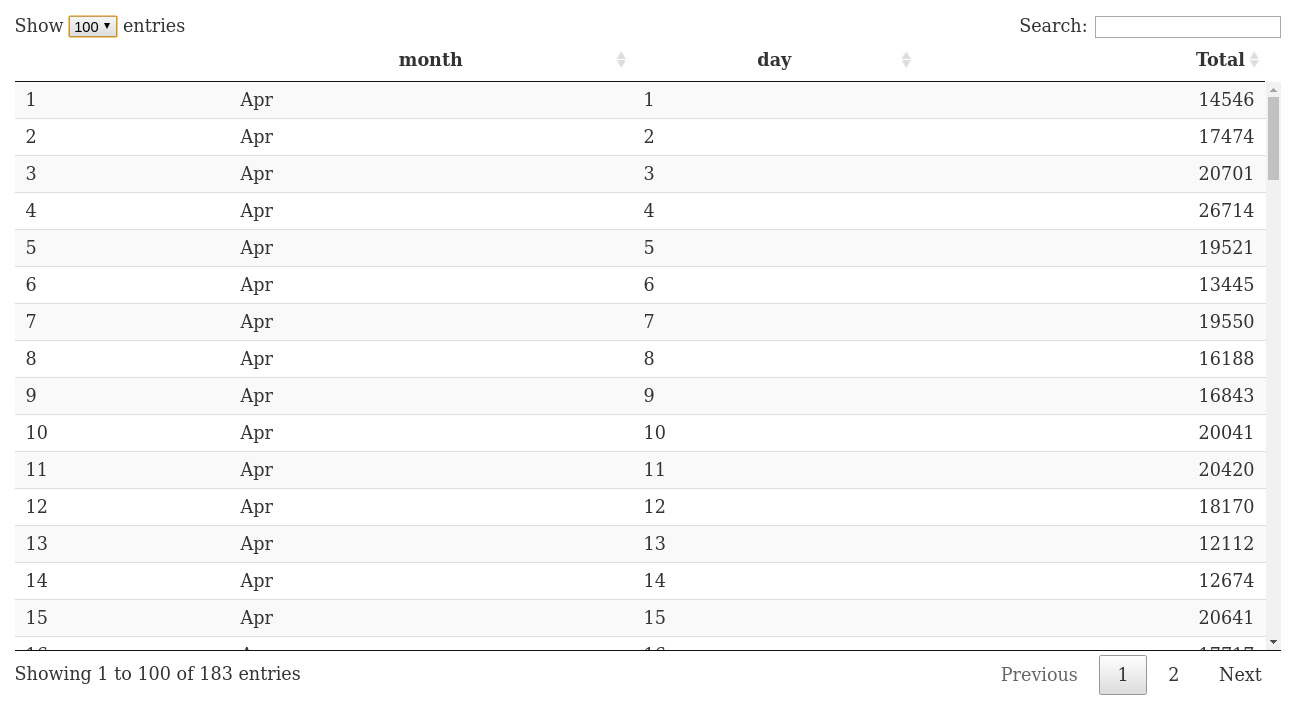 Show 100 entries Search:
month day Total
1 Apr 1 14546
2 Apr 2 17474
3 Apr 3 20701
4 Apr 4 26714
5 Apr 5 19521
6 Apr 6 13445
7 Apr 7 19550
8 Apr 8 16188
9 Apr 9 16843
10 Apr 10 20041
11 Apr 11 20420
12 Apr 12 18170
13 Apr 13 12112
14 Apr 14 12674
15 Apr 15 20641
Showing 1 to 100 of 183 entries Previous 1 2 Next